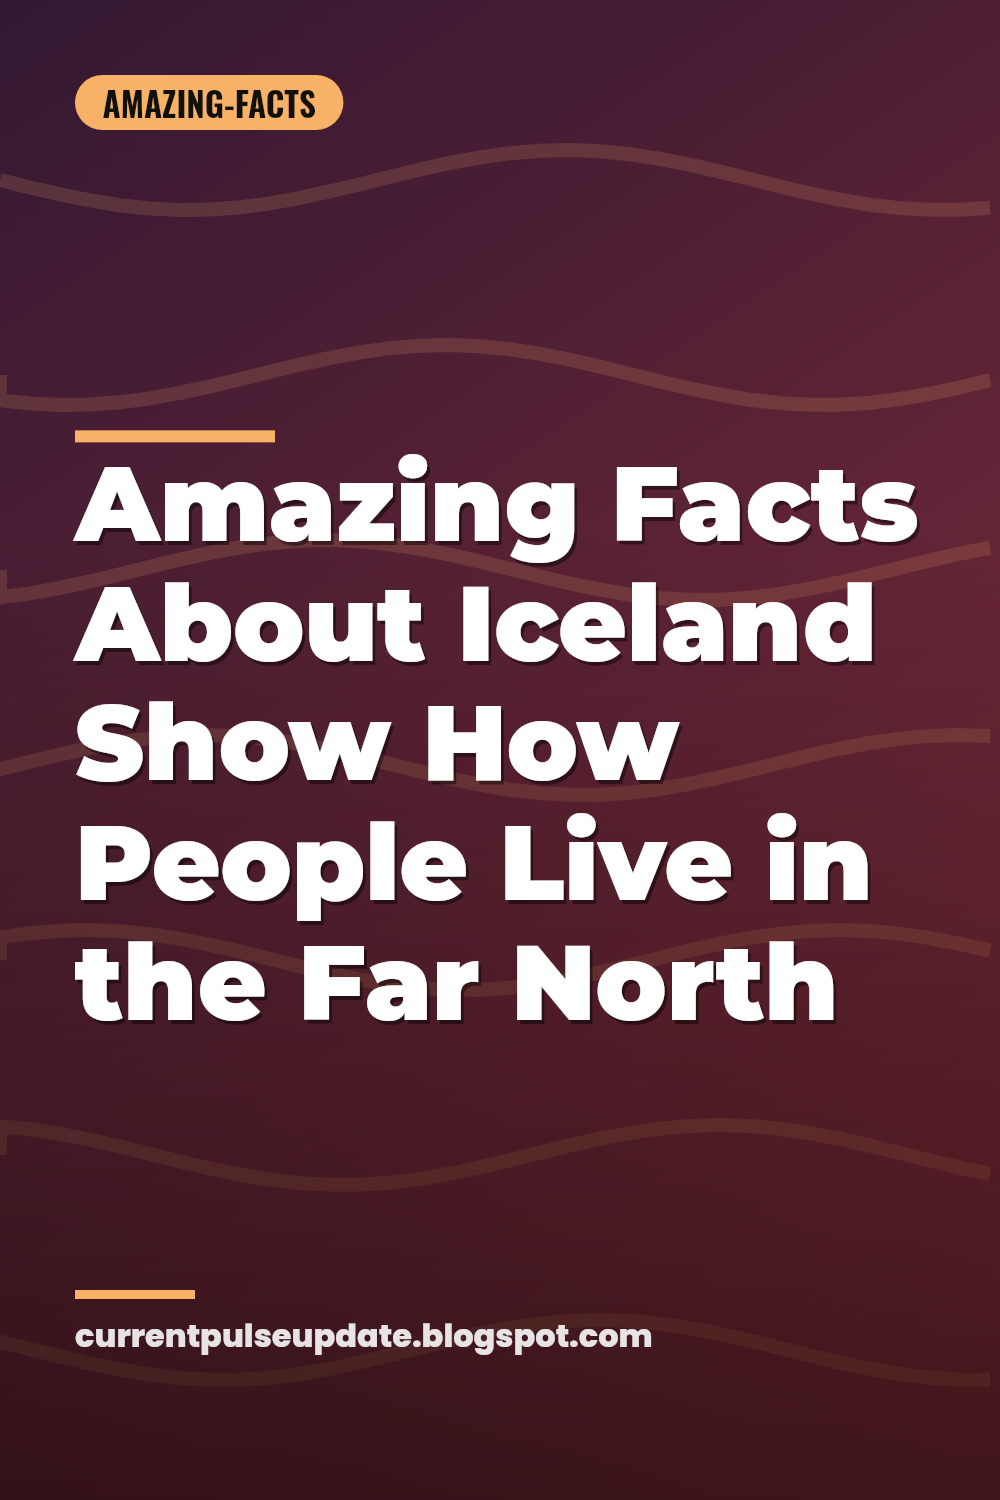 AMAZING-FACTS
Amazing Facts
About Iceland
Show How
People Live in
the Far North
currentpulseupdate.blogspot.com